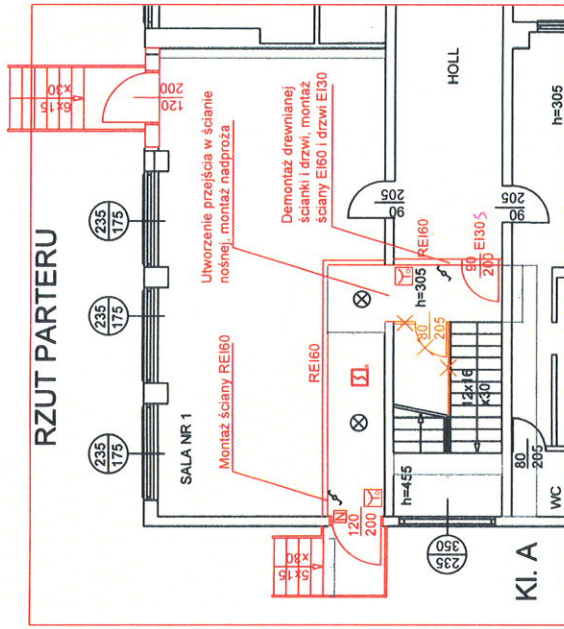 RZUT PARTERU
235
175
235
175
235
175
6x15
x30
120
200
SALA NR 1
Montaż ściany REI60
Utworzenie przejścia w ścianie
nośnej, montaż nadproża
Demontaż drewnianej
ścianki i drzwi, montaż
ściany EI60 i drzwi EI30
HOLL
REI60
REI60
90
205
h=305
90
200
EI30S
90
205
h=305
80
205
12x16
x30
h=455
N
120
200
5x15
x30
235
350
80
205
WC
Kl. A